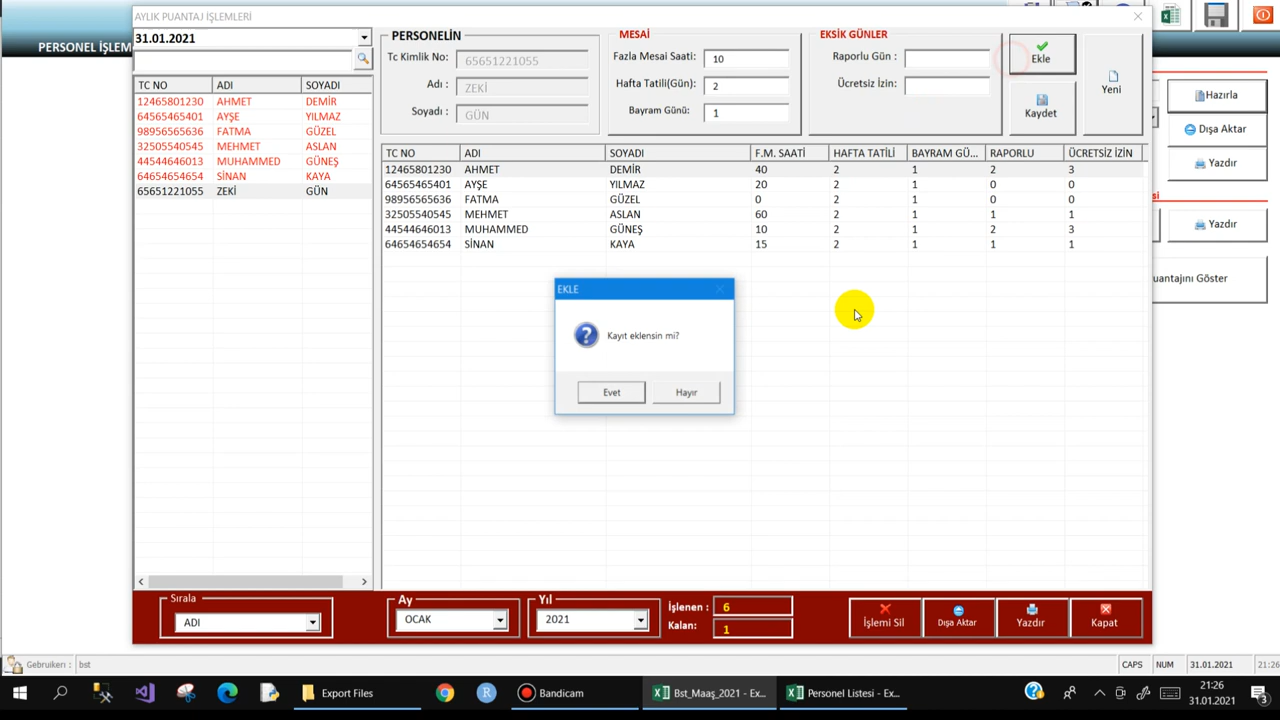 AYLIK PUANTAJ İŞLEMLERİ
PERSONEL İŞLEM
31.01.2021
TC NO ADI SOYADI
12465801230 AHMET DEMİR
64565465401 AYŞE YILMAZ
98956565636 FATMA GÜZEL
32505540545 MEHMET ASLAN
44544646013 MUHAMMED GÜNEŞ
64654654654 SİNAN KAYA
65651221055 ZEKİ GÜN
PERSONELİN
Tc Kimlik No: 65651221055
Adı : ZEKİ
Soyadı : GÜN
MESAİ
Fazla Mesai Saati: 10
Hafta Tatili(Gün): 2
Bayram Günü: 1
EKSİK GÜNLER
Raporlu Gün :
Ücretsiz İzin:
Ekle
Kaydet
Yeni
Hazırla
Dışa Aktar
Yazdır
Yazdır
uantajını Göster
TC NO ADI SOYADI F.M. SAATİ HAFTA TATİLİ BAYRAM GÜ... RAPORLU ÜCRETSİZ İZİN
12465801230 AHMET DEMİR 40 2 1 2 3
64565465401 AYŞE YILMAZ 20 2 1 0 0
98956565636 FATMA GÜZEL 0 2 1 0 0
32505540545 MEHMET ASLAN 60 2 1 1 1
44544646013 MUHAMMED GÜNEŞ 10 2 1 2 3
64654654654 SİNAN KAYA 15 2 1 1 1
EKLE
Kayıt eklensin mi?
Evet Hayır
Sırala
ADI
Ay
OCAK
Yıl
2021
İşlenen : 6
Kalan: 1
İşlemi Sil Dışa Aktar Yazdır Kapat
Gebruikerı : bst CAPS NUM 31.01.2021 21:26
Export Files Bandicam Bst_Maaş_2021 - Ex... Personel Listesi - Ex...
21:26
31.01.2021
3